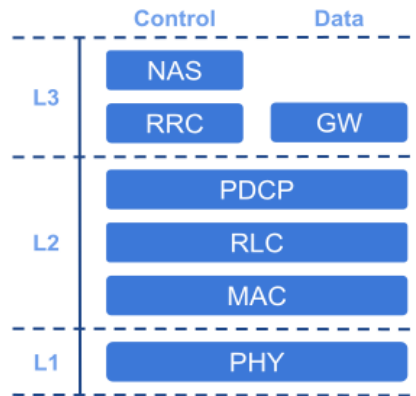 Control Data
NAS
L3
RRC GW
PDCP
L2 RLC
MAC
L1 PHY